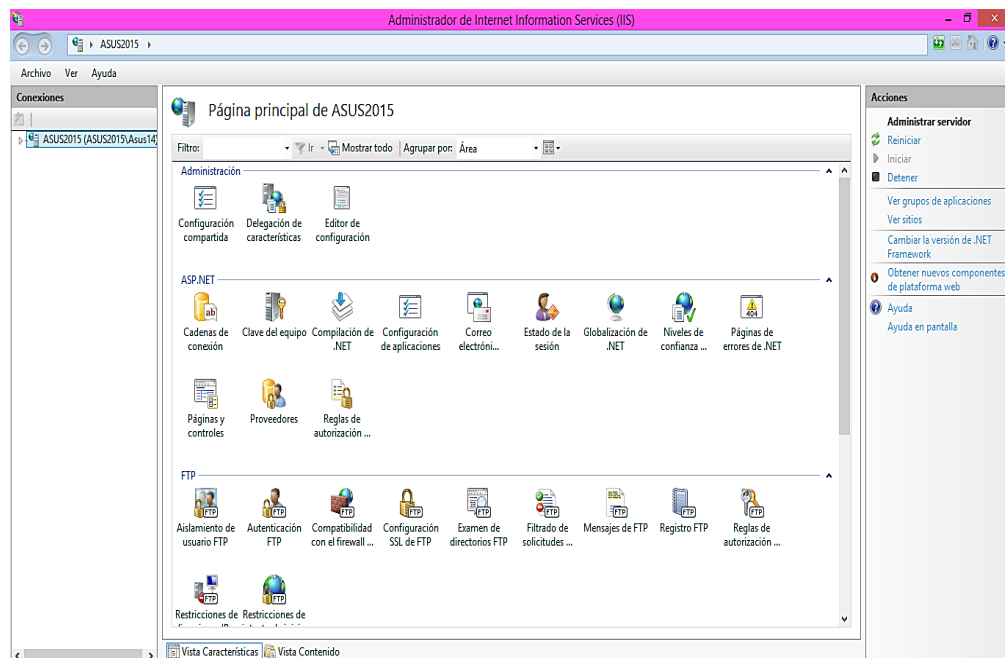 Administrador de Internet Information Services (IIS)
ASUS2015
Archivo Ver Ayuda
Conexiones
ASUS2015 (ASUS2015\Asus14)
Página principal de ASUS2015
Filtro: Ir Mostrar todo Agrupar por: Área
Administración
Configuración compartida
Delegación de características
Editor de configuración
ASP.NET
Cadenas de conexión
Clave del equipo
Compilación de .NET
Configuración de aplicaciones
Correo electróni...
Estado de la sesión
Globalización de .NET
Niveles de confianza ...
Páginas de errores de .NET
Páginas y controles
Proveedores
Reglas de autorización ...
FTP
Aislamiento de usuario FTP
Autenticación FTP
Compatibilidad con el firewall ...
Configuración SSL de FTP
Examen de directorios FTP
Filtrado de solicitudes ...
Mensajes de FTP
Registro FTP
Reglas de autorización ...
Restricciones de
Restricciones de
Vista Características Vista Contenido
Acciones
Administrar servidor
Reiniciar
Iniciar
Detener
Ver grupos de aplicaciones
Ver sitios
Cambiar la versión de .NET
Framework
Obtener nuevos componentes
de plataforma web
Ayuda
Ayuda en pantalla